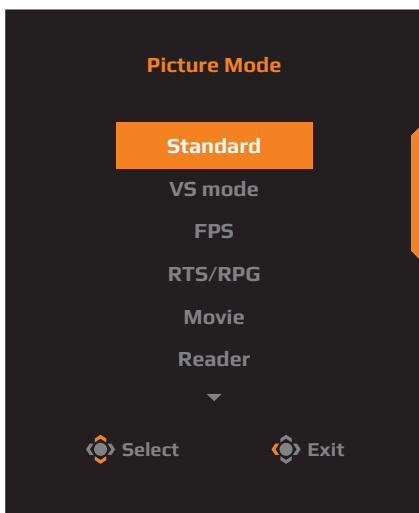 Picture Mode
Standard
VS mode
FPS
RTS/RPG
Movie
Reader
Select Exit